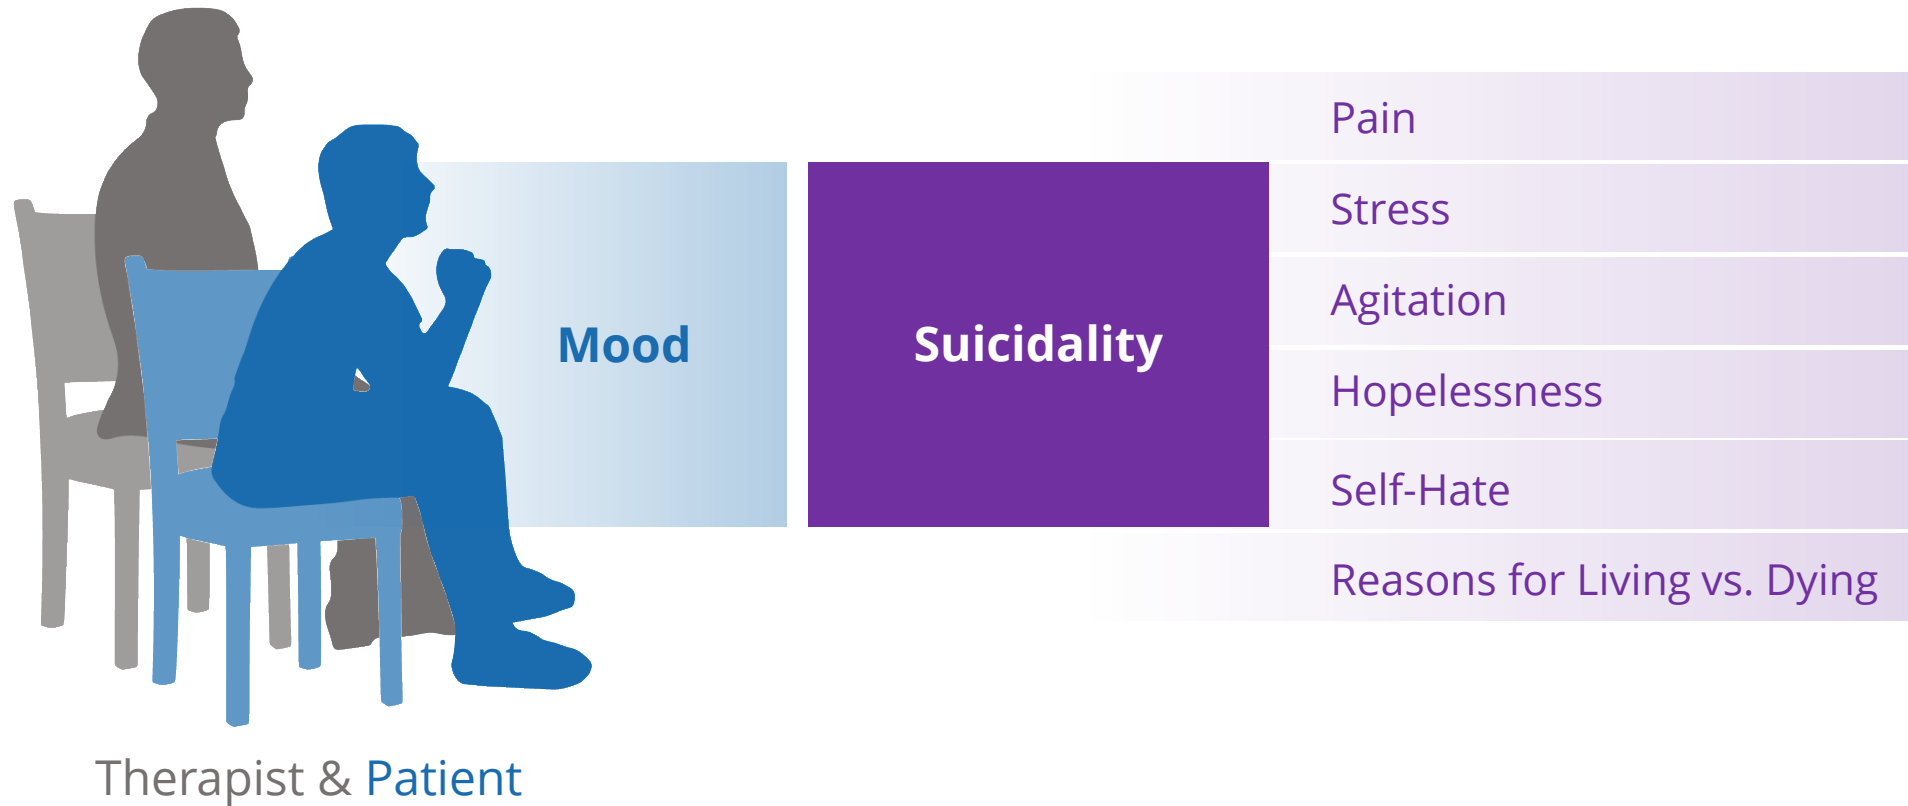 Pain
Stress
Agitation
Hopelessness
Self-Hate
Reasons for Living vs. Dying
Mood
Suicidality
Therapist & Patient